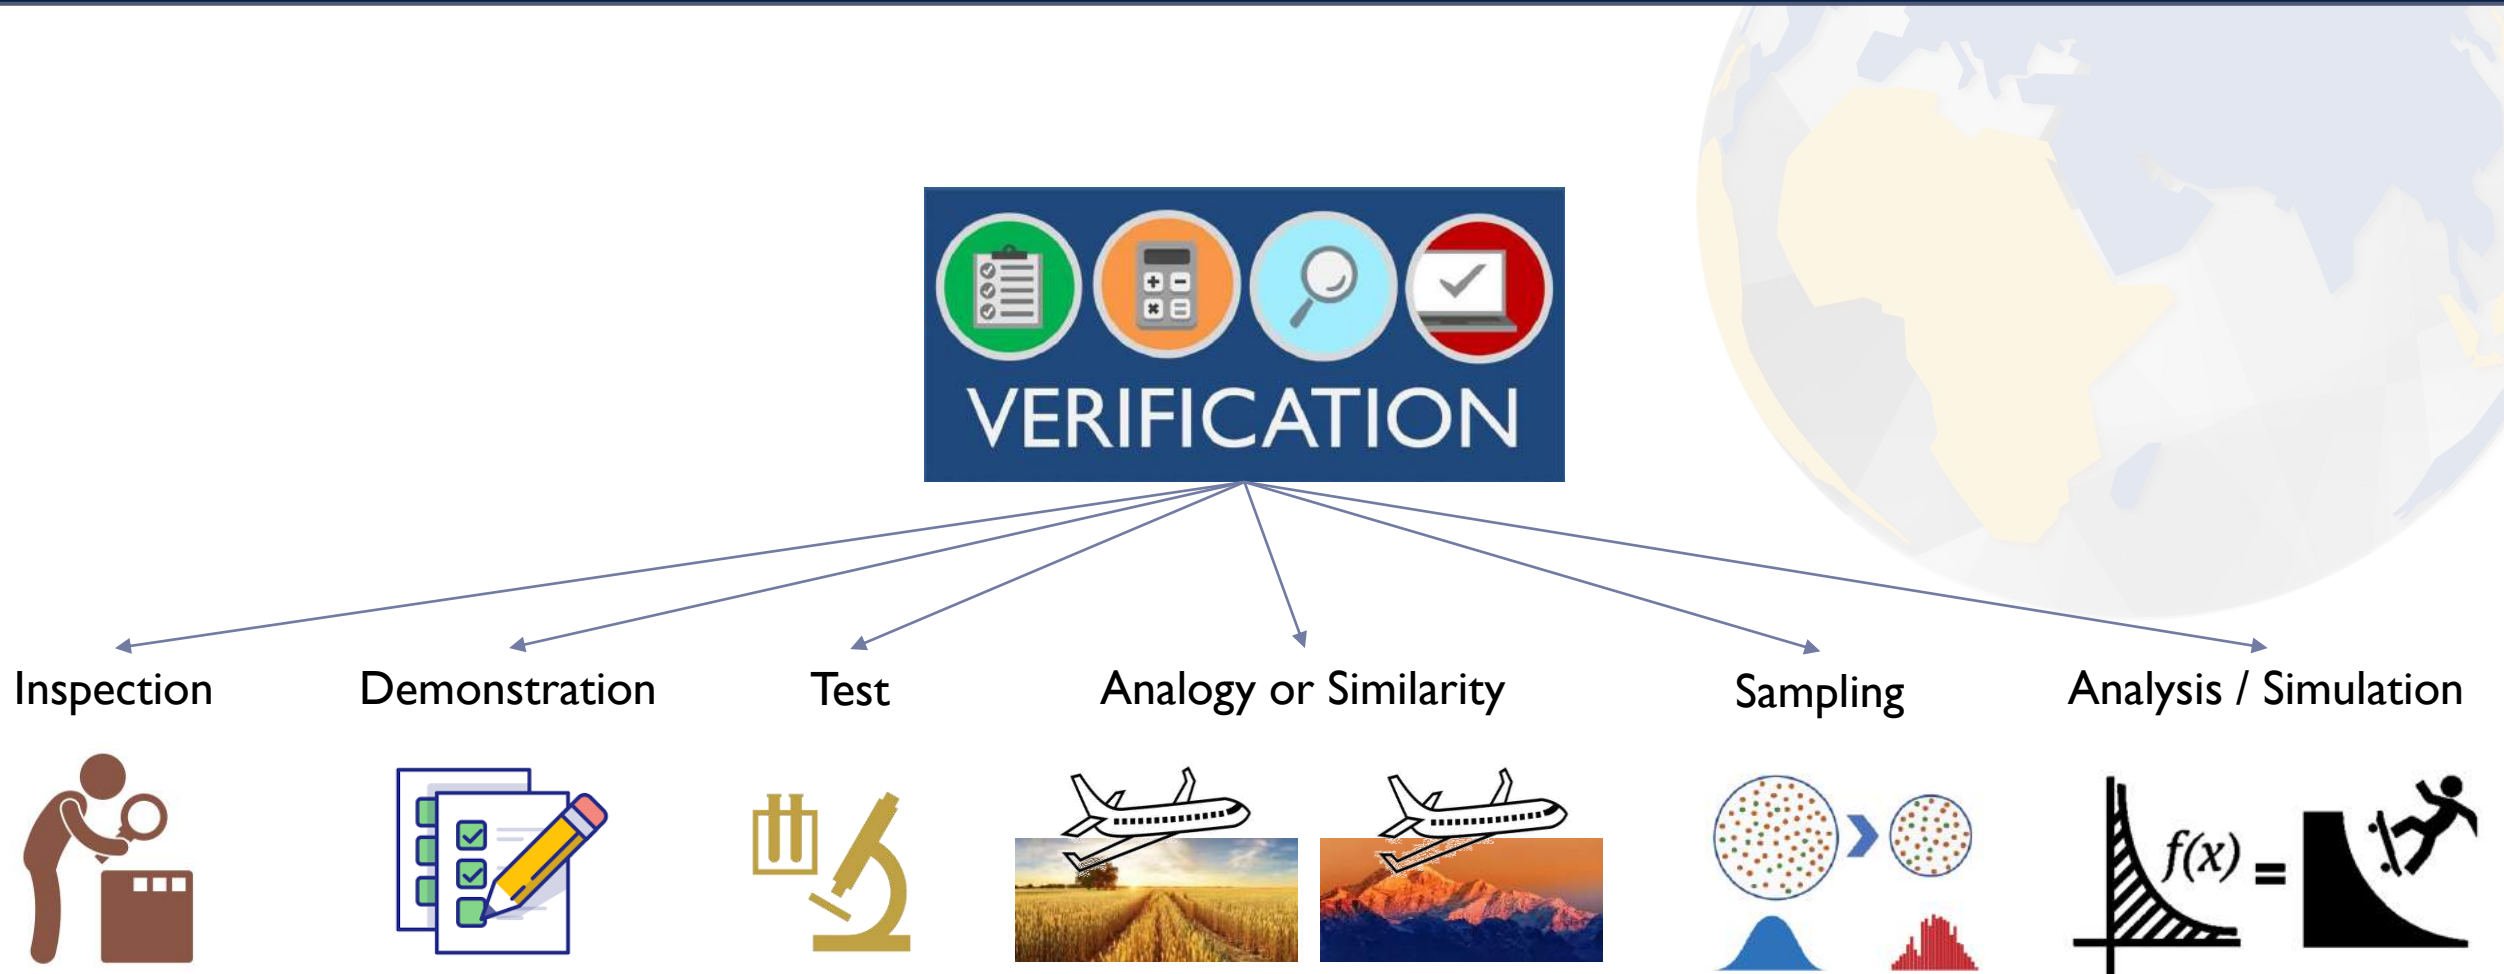 VERIFICATION
Inspection
Demonstration
Test
Analogy or Similarity
Sampling
Analysis / Simulation
f(x)
=